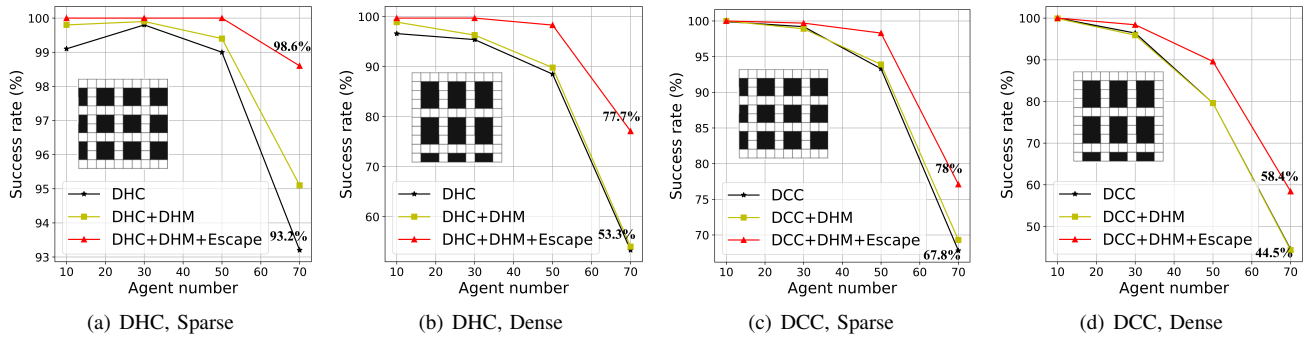 100
99
98
97
96
95
94
93
Success rate (%)
98.6%
93.2%
DHC
DHC+DHM
DHC+DHM+Escape
10 20 30 40 50 60 70
Agent number
(a) DHC, Sparse
100
90
80
70
60
Success rate (%)
77.7%
53.3%
DHC
DHC+DHM
DHC+DHM+Escape
10 20 30 40 50 60 70
Agent number
(b) DHC, Dense
100
95
90
85
80
75
70
Success rate (%)
78%
67.8%
DCC
DCC+DHM
DCC+DHM+Escape
10 20 30 40 50 60 70
Agent number
(c) DCC, Sparse
100
90
80
70
60
50
Success rate (%)
58.4%
44.5%
DCC
DCC+DHM
DCC+DHM+Escape
10 20 30 40 50 60 70
Agent number
(d) DCC, Dense